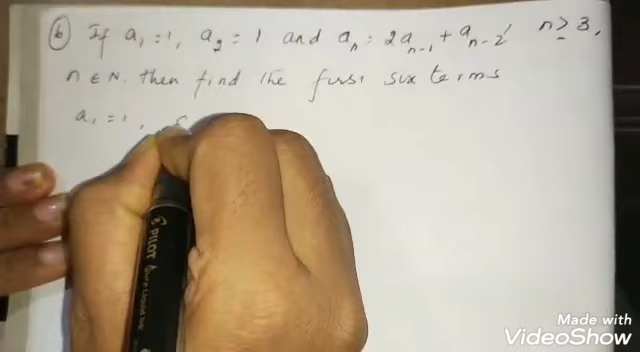 (b) If a₁ = 1, a₂ = 1 and aₙ = 2aₙ₋₁ + aₙ₋₂, n ≥ 3,
n ∈ N. then find the first six terms
a₁ = 1,
PILOT
Made with
VideoShow